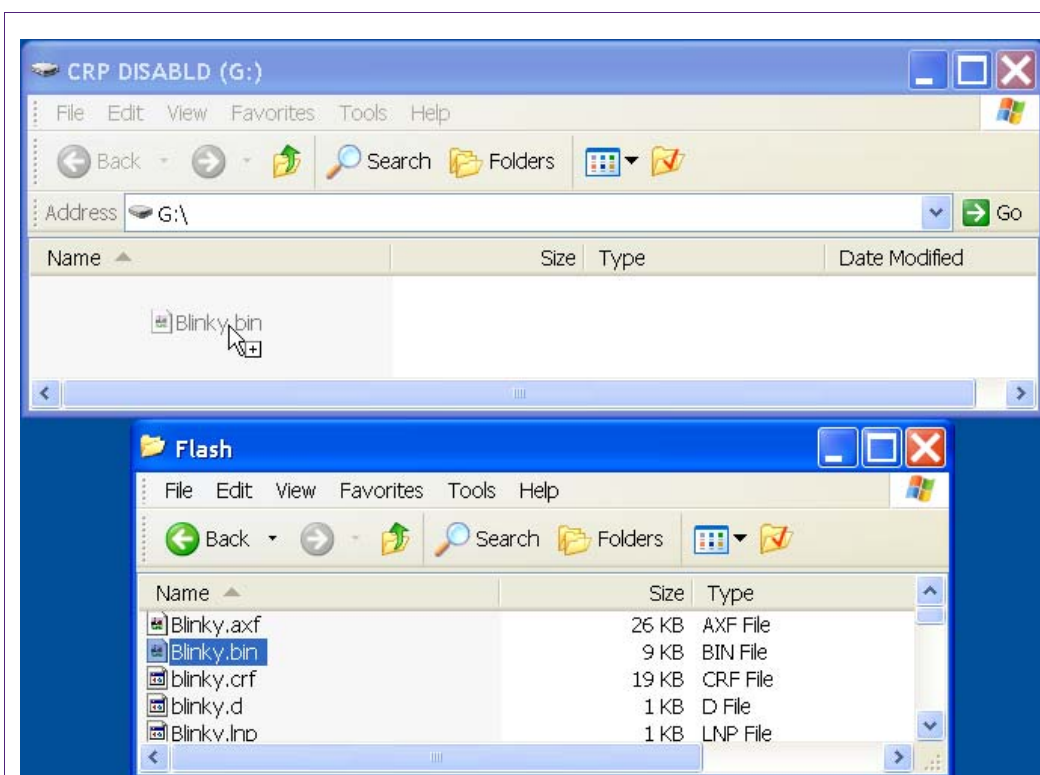 CRP DISABLD (G:)
File Edit View Favorites Tools Help
Back Search Folders
Address G:\ Go
Name Size Type Date Modified
Blinky.bin
Flash
File Edit View Favorites Tools Help
Back Search Folders
Name Size Type
Blinky.axf 26 KB AXF File
Blinky.bin 9 KB BIN File
blinky.crf 19 KB CRF File
blinky.d 1 KB D File
Blinky.lnp 1 KB LNP File